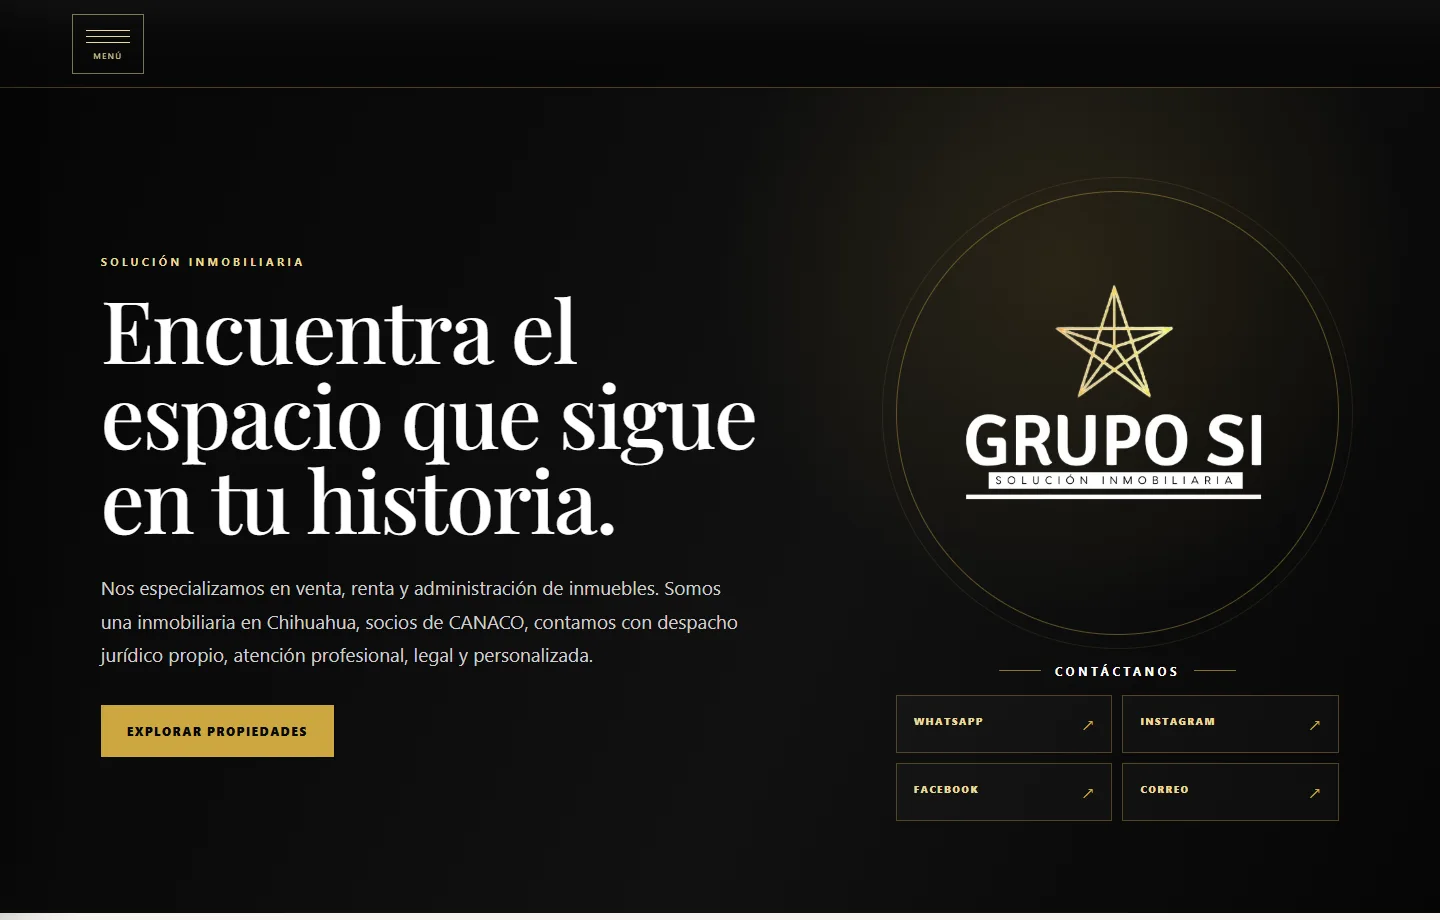 MENÚ
SOLUCIÓN INMOBILIARIA
Encuentra el
espacio que sigue
en tu historia.
Nos especializamos en venta, renta y administración de inmuebles. Somos
una inmobiliaria en Chihuahua, socios de CANACO, contamos con despacho
jurídico propio, atención profesional, legal y personalizada.
EXPLORAR PROPIEDADES
GRUPO SI
SOLUCIÓN INMOBILIARIA
CONTÁCTANOS
WHATSAPP ↗
INSTAGRAM ↗
FACEBOOK ↗
CORREO ↗